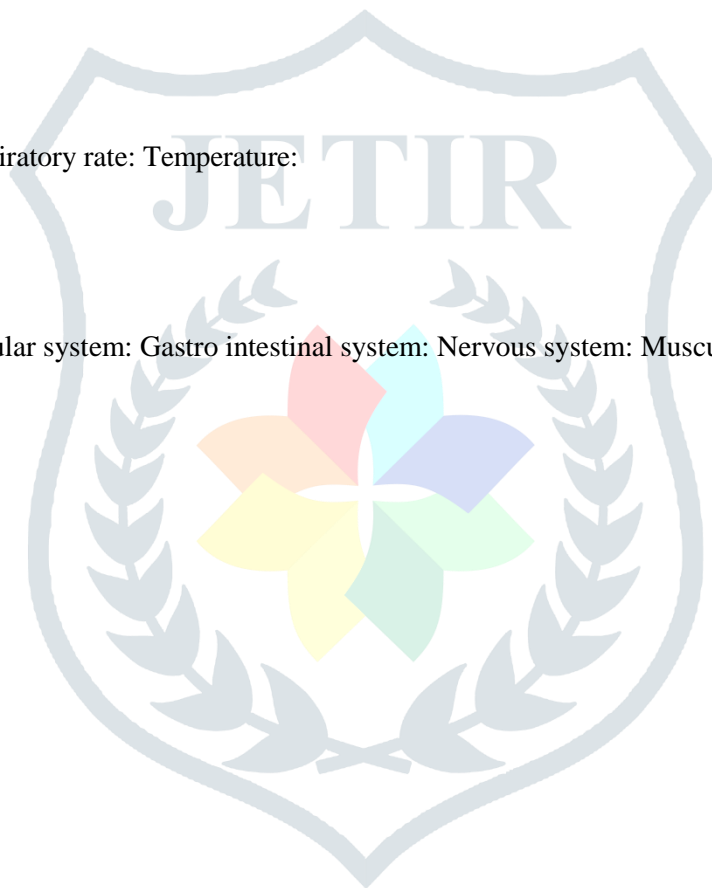 iratory rate: Temperature:
JETIR
ular system: Gastro intestinal system: Nervous system: Muscu